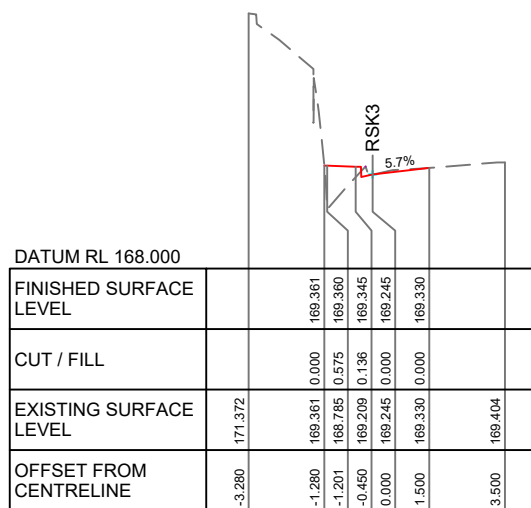 RSK3
5.7%
DATUM RL 168.000
FINISHED SURFACE
LEVEL
169.361 169.360 169.345 169.245 169.330
CUT / FILL
0.000 0.575 0.136 0.000 0.000
EXISTING SURFACE
LEVEL
171.372 169.361 168.785 169.209 169.245 169.330 169.404
OFFSET FROM
CENTRELINE
-3.280 -1.280 -1.201 -0.450 0.000 1.500 3.500